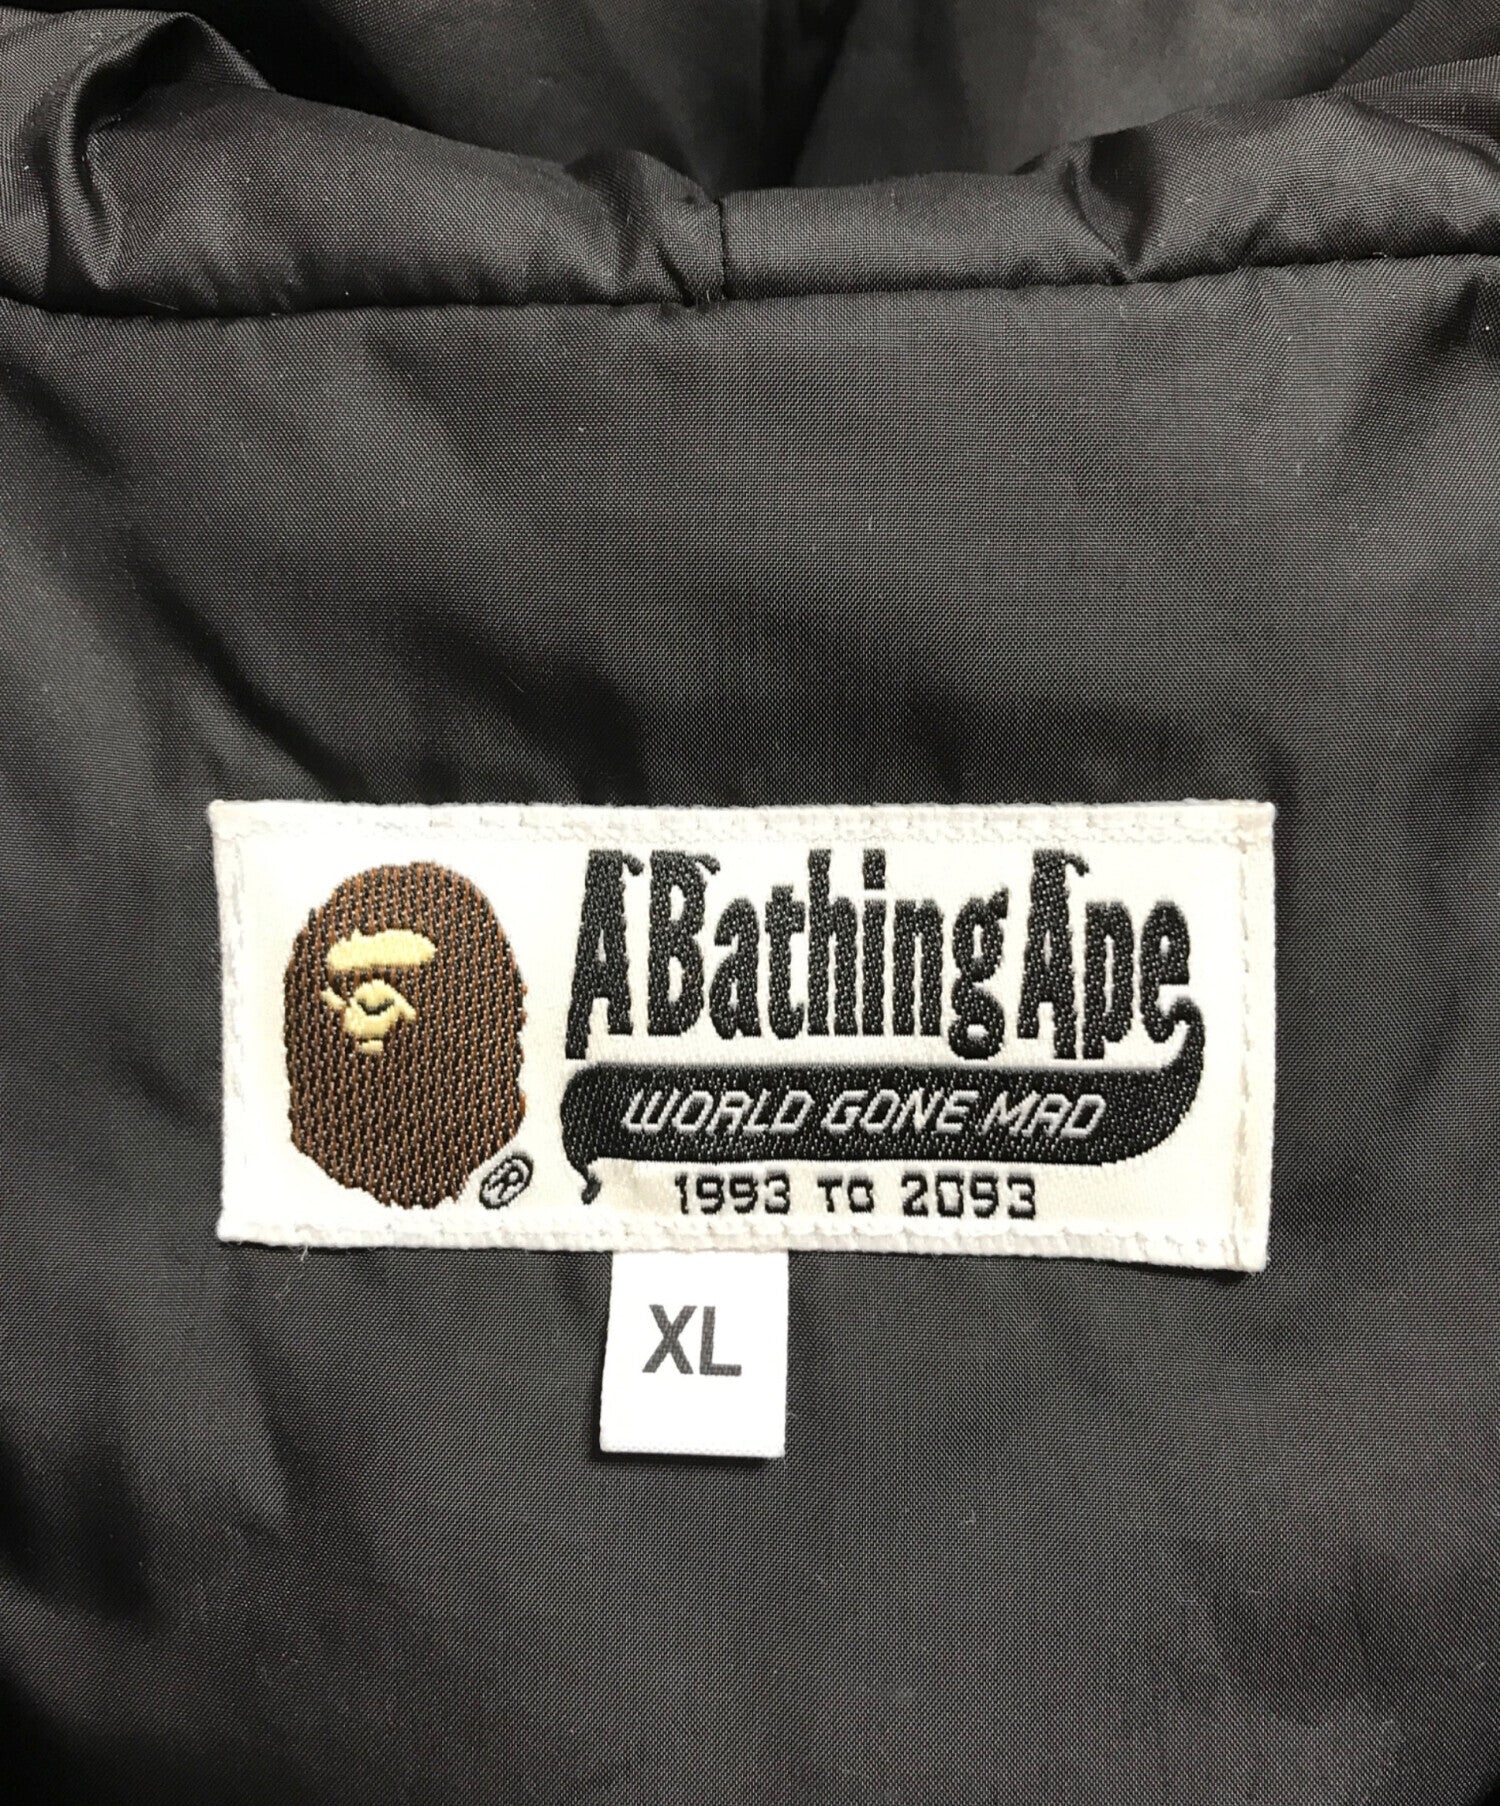 A Bathing Ape
WORLD GONE MAD
®
1993 TO 2093
XL